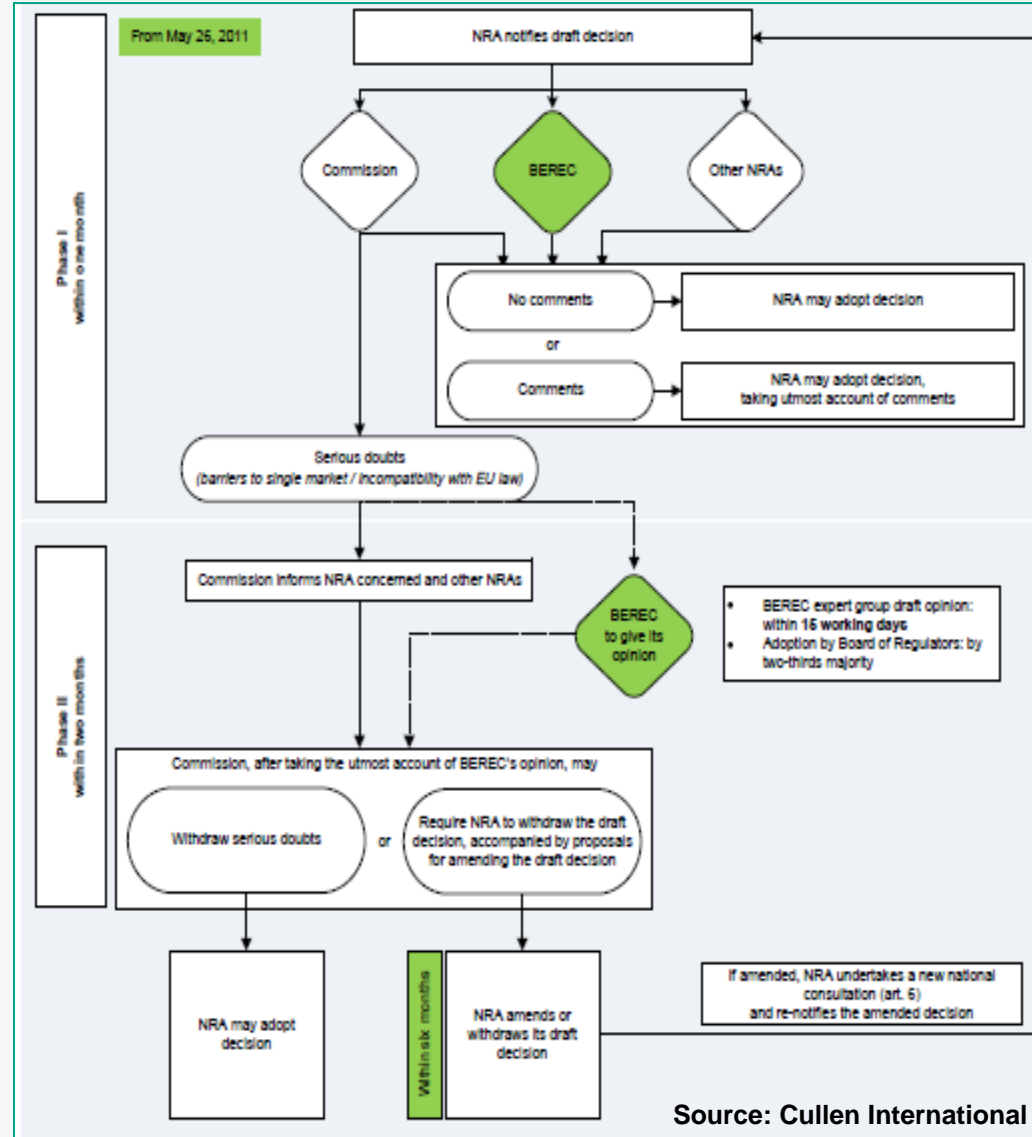 From May 26, 2011
NRA notifies draft decision
Phase I
within one month
Commission
BEREC
Other NRAs
No comments
NRA may adopt decision
or
Comments
NRA may adopt decision,
taking utmost account of comments
Serious doubts
(barriers to single market / incompatibility with EU law)
Phase II
within two months
Commission informs NRA concerned and other NRAs
BEREC
to give its
opinion
• BEREC expert group draft opinion:
within 15 working days
• Adoption by Board of Regulators: by
two-thirds majority
Commission, after taking the utmost account of BEREC's opinion, may
Withdraw serious doubts
or
Require NRA to withdraw the draft
decision, accompanied by proposals
for amending the draft decision
NRA may adopt
decision
Within six months
NRA amends or
withdraws its draft
decision
If amended, NRA undertakes a new national
consultation (art. 6)
and re-notifies the amended decision
Source: Cullen International